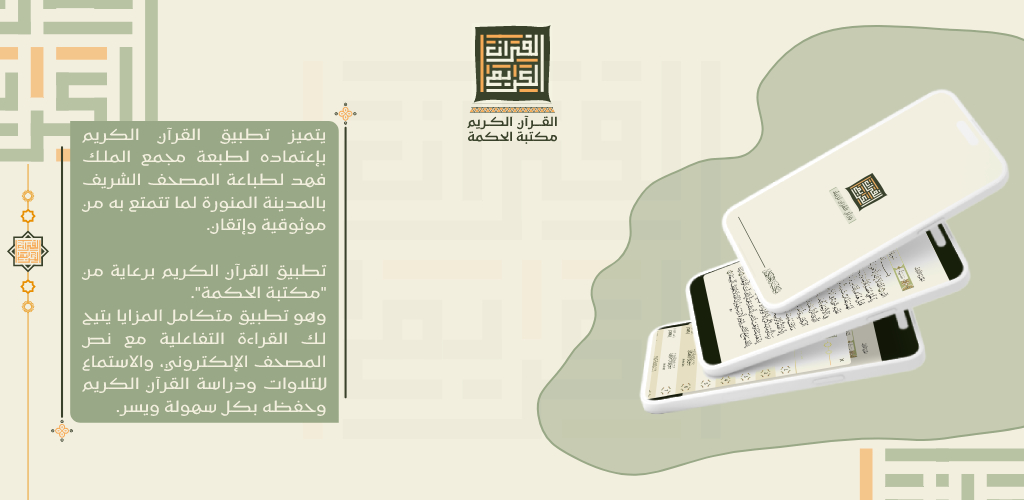 القرآن
الكريم
القـرآن الكريم
مكتبة الحكمة
يتميز تطبيق القرآن الكريم
بإعتماده لطبعة مجمع الملك
فهد لطباعة المصحف الشريف
بالمدينة المنورة لما تتمتع به من
موثوقية وإتقان.
تطبيق القرآن الكريم برعاية من
"مكتبة الحكمة".
وهو تطبيق متكامل المزايا يتيح
لك القراءة التفاعلية مع نص
المصحف الإلكتروني، والاستماع
للتلاوات ودراسة القرآن الكريم
وحفظه بكل سهولة ويسر.